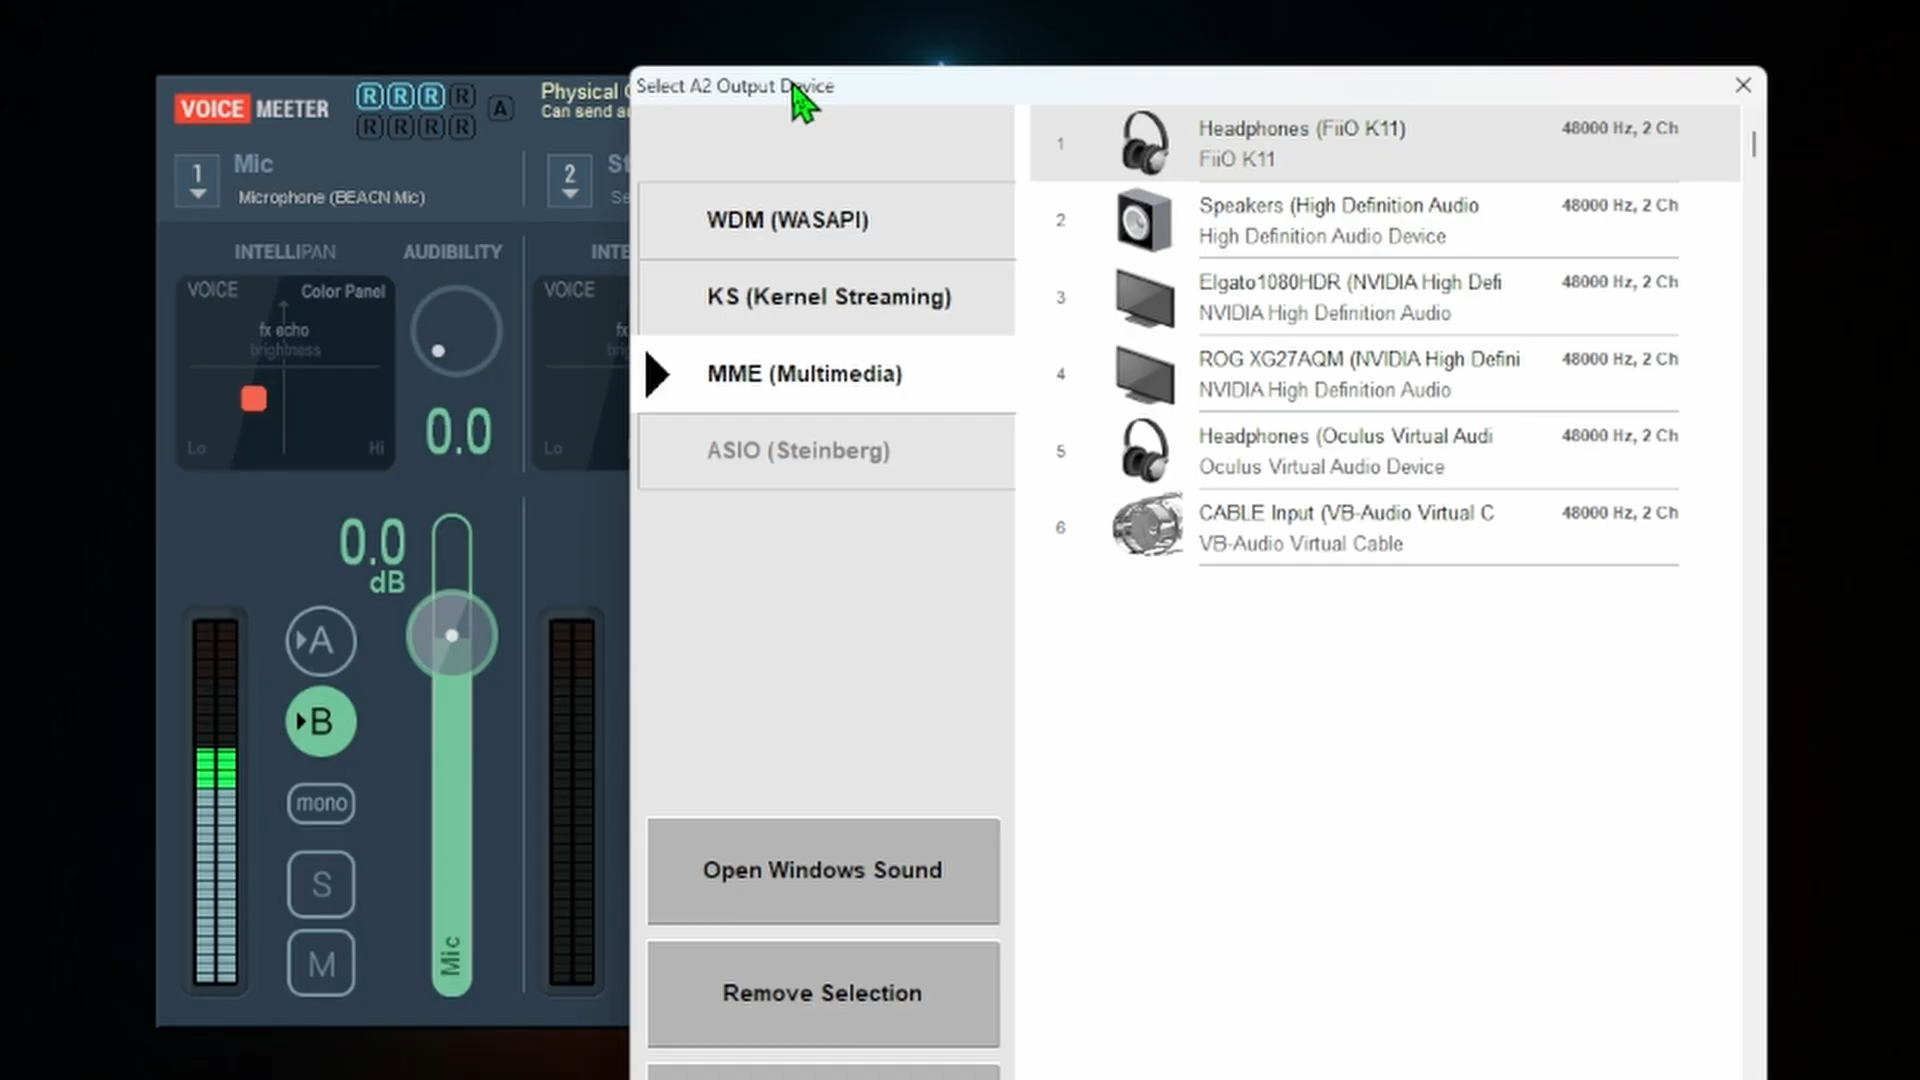 VOICE MEETER
R R R R
R R R R
A
Physical
Can send
1
Mic
Microphone (BEACN Mic)
2
INTELLIPAN
AUDIBILITY
VOICE
Color Panel
fx echo
brightness
Lo
Hi
0.0
VOICE
Lo
0.0
dB
A
B
mono
S
M
Mic
Select A2 Output Device
WDM (WASAPI)
KS (Kernel Streaming)
MME (Multimedia)
ASIO (Steinberg)
Open Windows Sound
Remove Selection
1
Headphones (FiiO K11)
48000 Hz, 2 Ch
FiiO K11
2
Speakers (High Definition Audio
48000 Hz, 2 Ch
High Definition Audio Device
3
Elgato1080HDR (NVIDIA High Defi
48000 Hz, 2 Ch
NVIDIA High Definition Audio
4
ROG XG27AQM (NVIDIA High Defini
48000 Hz, 2 Ch
NVIDIA High Definition Audio
5
Headphones (Oculus Virtual Audi
48000 Hz, 2 Ch
Oculus Virtual Audio Device
6
CABLE Input (VB-Audio Virtual C
48000 Hz, 2 Ch
VB-Audio Virtual Cable